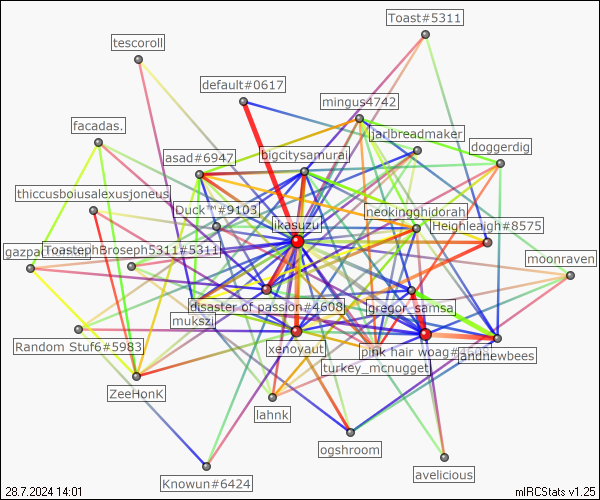 Toast#5311
tescoroll
default#0617
mingus4742
facadas.
jarlbreadmaker
doggerdig
bigcitysamurai
asad#6947
thiccusboiusalexusjoneus
Duck™#9103
neokingghidorah
ikasuzu
Heighleaigh#8575
ToastephBroseph5311#5311
moonraven
disaster of passion#4608
gregor_samsa
mukszi
Random Stuf6#5983
xenoyaut
pink hair woag#
andnewbees
turkey_mcnugget
ZeeHonK
lahnk
ogshroom
avelicious
Knowun#6424
28.7.2024 14:01
mIRCStats v1.25